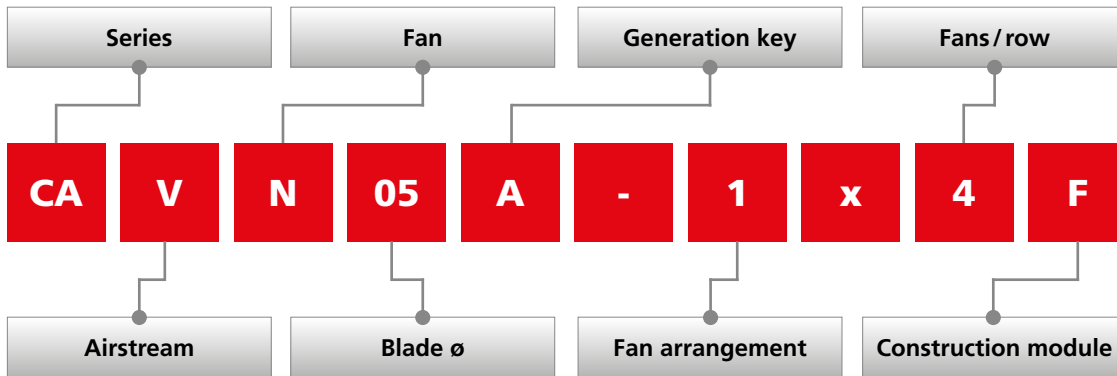 Series Fan Generation key Fans/row
CA V N 05 A - 1 x 4 F
Airstream Blade ø Fan arrangement Construction module